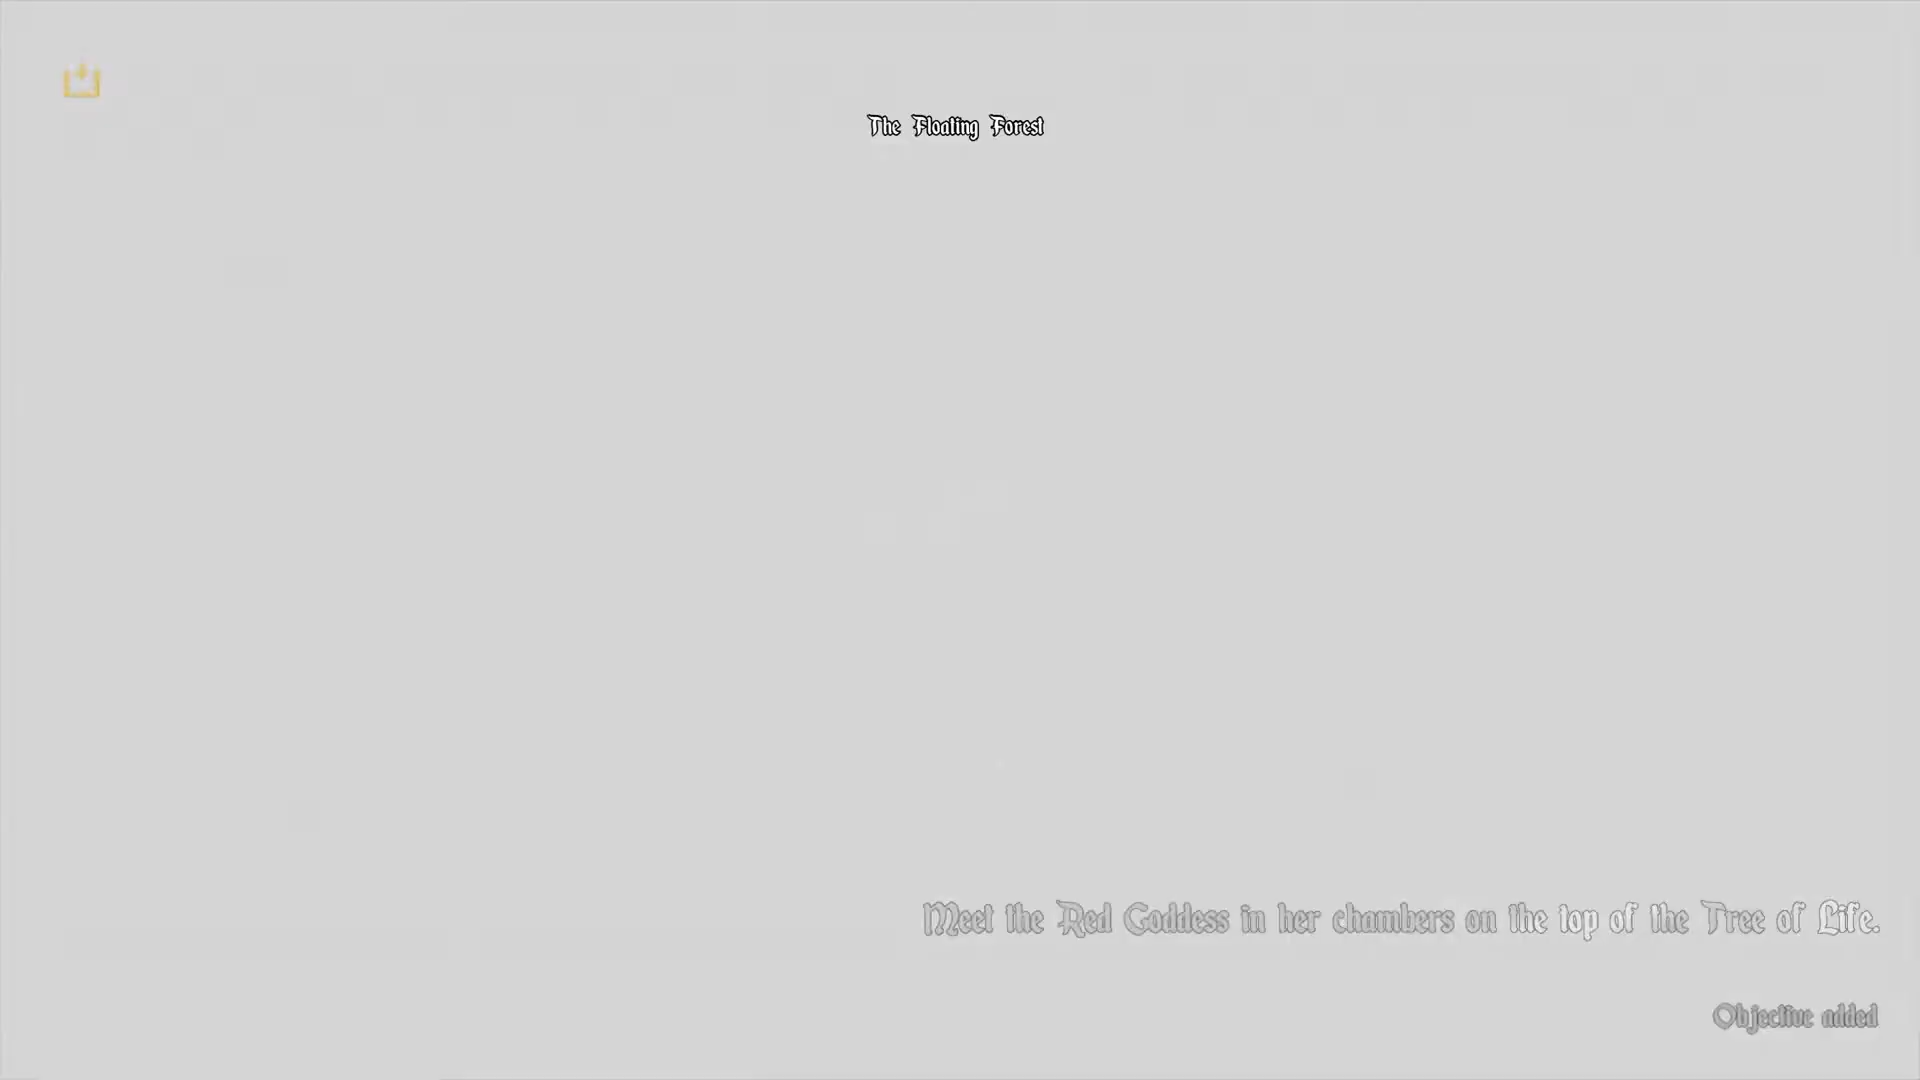 The Floating Forest
Meet the Red Goddess in her chambers on the top of the Tree of Life.
Objective added